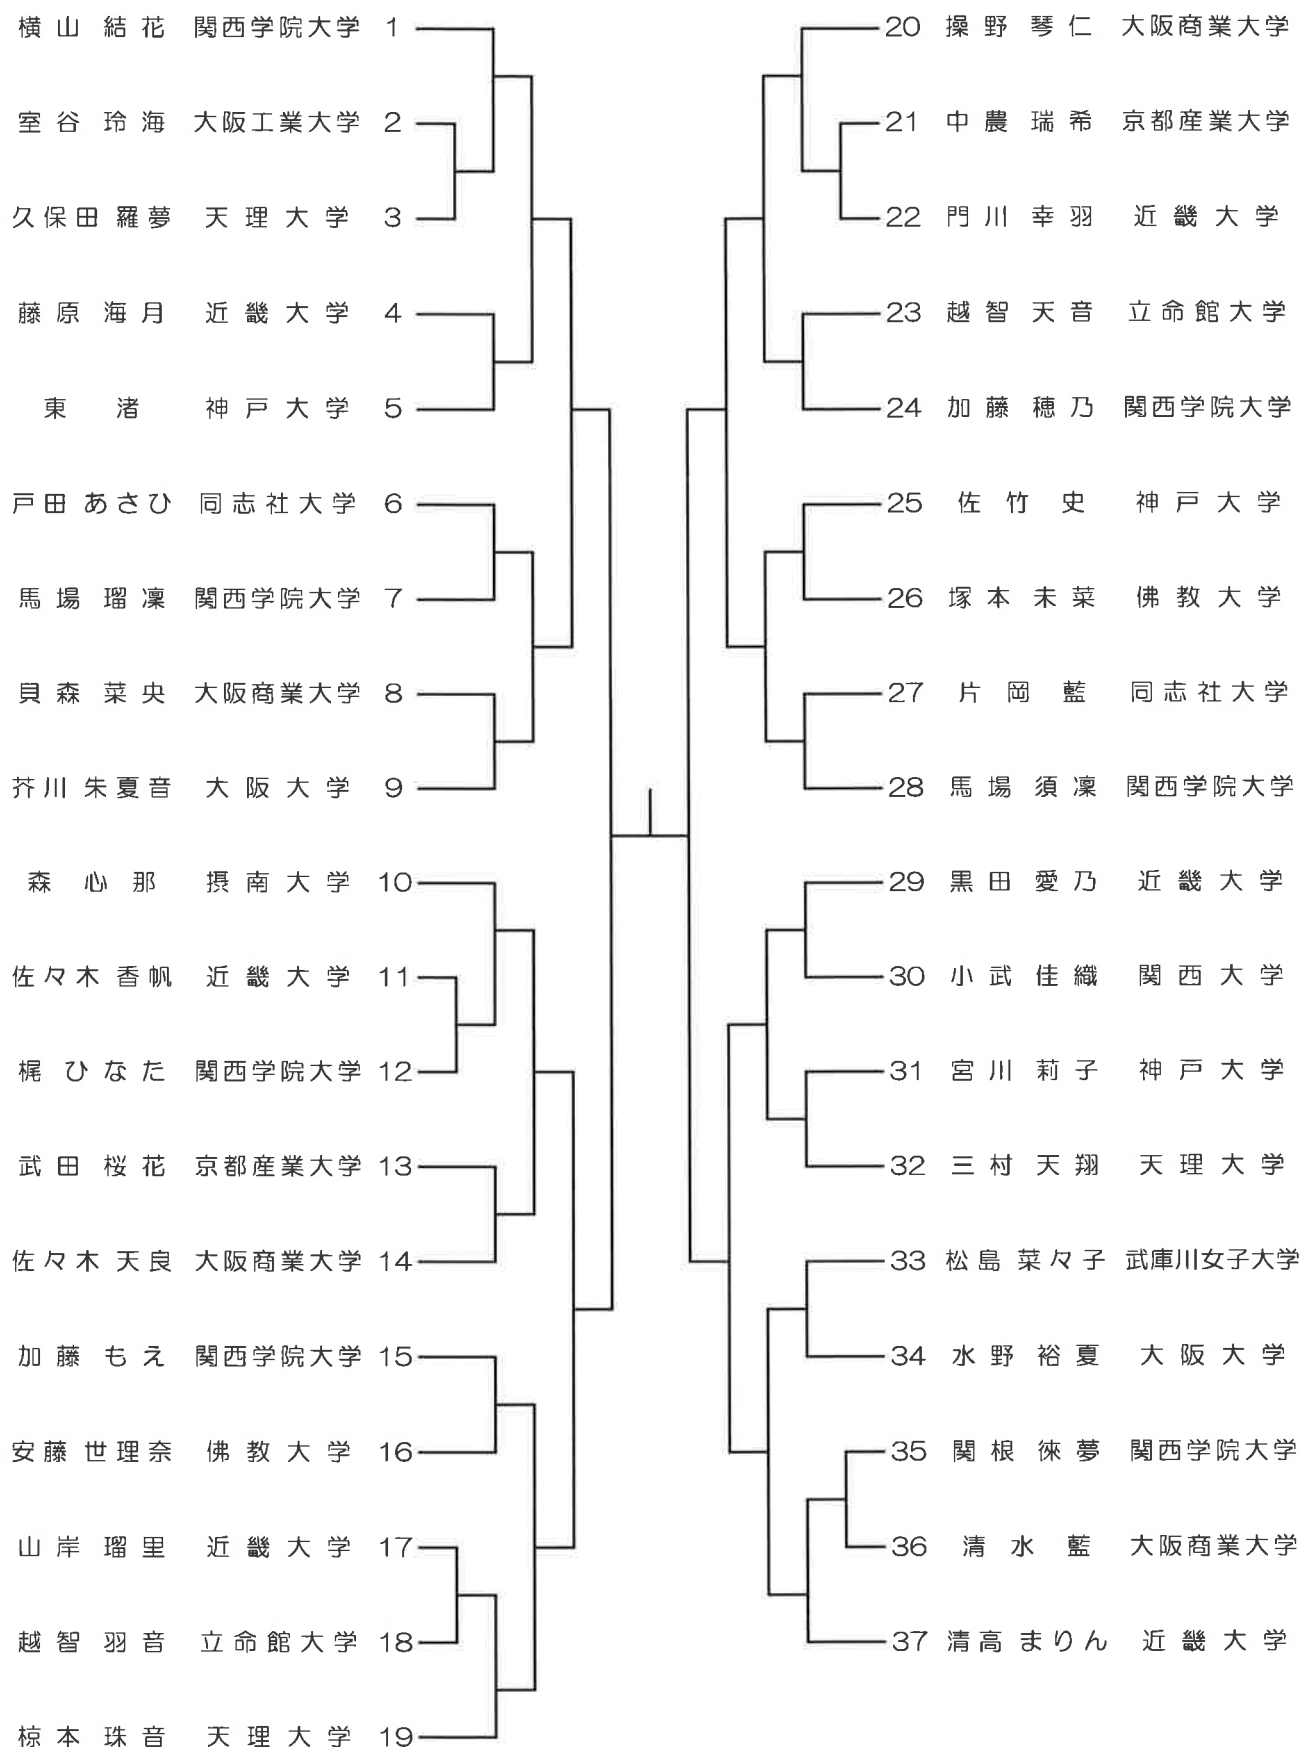 横山 結花 関西学院大学 1
室谷 玲海 大阪工業大学 2
久保田 羅夢 天理大学 3
藤原 海月 近畿大学 4
東 渚 神戸大学 5
戸田 あさひ 同志社大学 6
馬場 瑠凜 関西学院大学 7
貝森 菜央 大阪商業大学 8
芥川 朱夏音 大阪大学 9
森 心那 摂南大学 10
佐々木 香帆 近畿大学 11
梶 ひなた 関西学院大学 12
武田 桜花 京都産業大学 13
佐々木 天良 大阪商業大学 14
加藤 もえ 関西学院大学 15
安藤 世理奈 佛教大学 16
山岸 瑠里 近畿大学 17
越智 羽音 立命館大学 18
椋本 珠音 天理大学 19
20 操野 琴仁 大阪商業大学
21 中農 瑞希 京都産業大学
22 門川 幸羽 近畿大学
23 越智 天音 立命館大学
24 加藤 穂乃 関西学院大学
25 佐竹 史 神戸大学
26 塚本 未菜 佛教大学
27 片岡 藍 同志社大学
28 馬場 須凜 関西学院大学
29 黒田 愛乃 近畿大学
30 小武 佳織 関西大学
31 宮川 莉子 神戸大学
32 三村 天翔 天理大学
33 松島 菜々子 武庫川女子大学
34 水野 裕夏 大阪大学
35 関根 徠夢 関西学院大学
36 清水 藍 大阪商業大学
37 清高 まりん 近畿大学